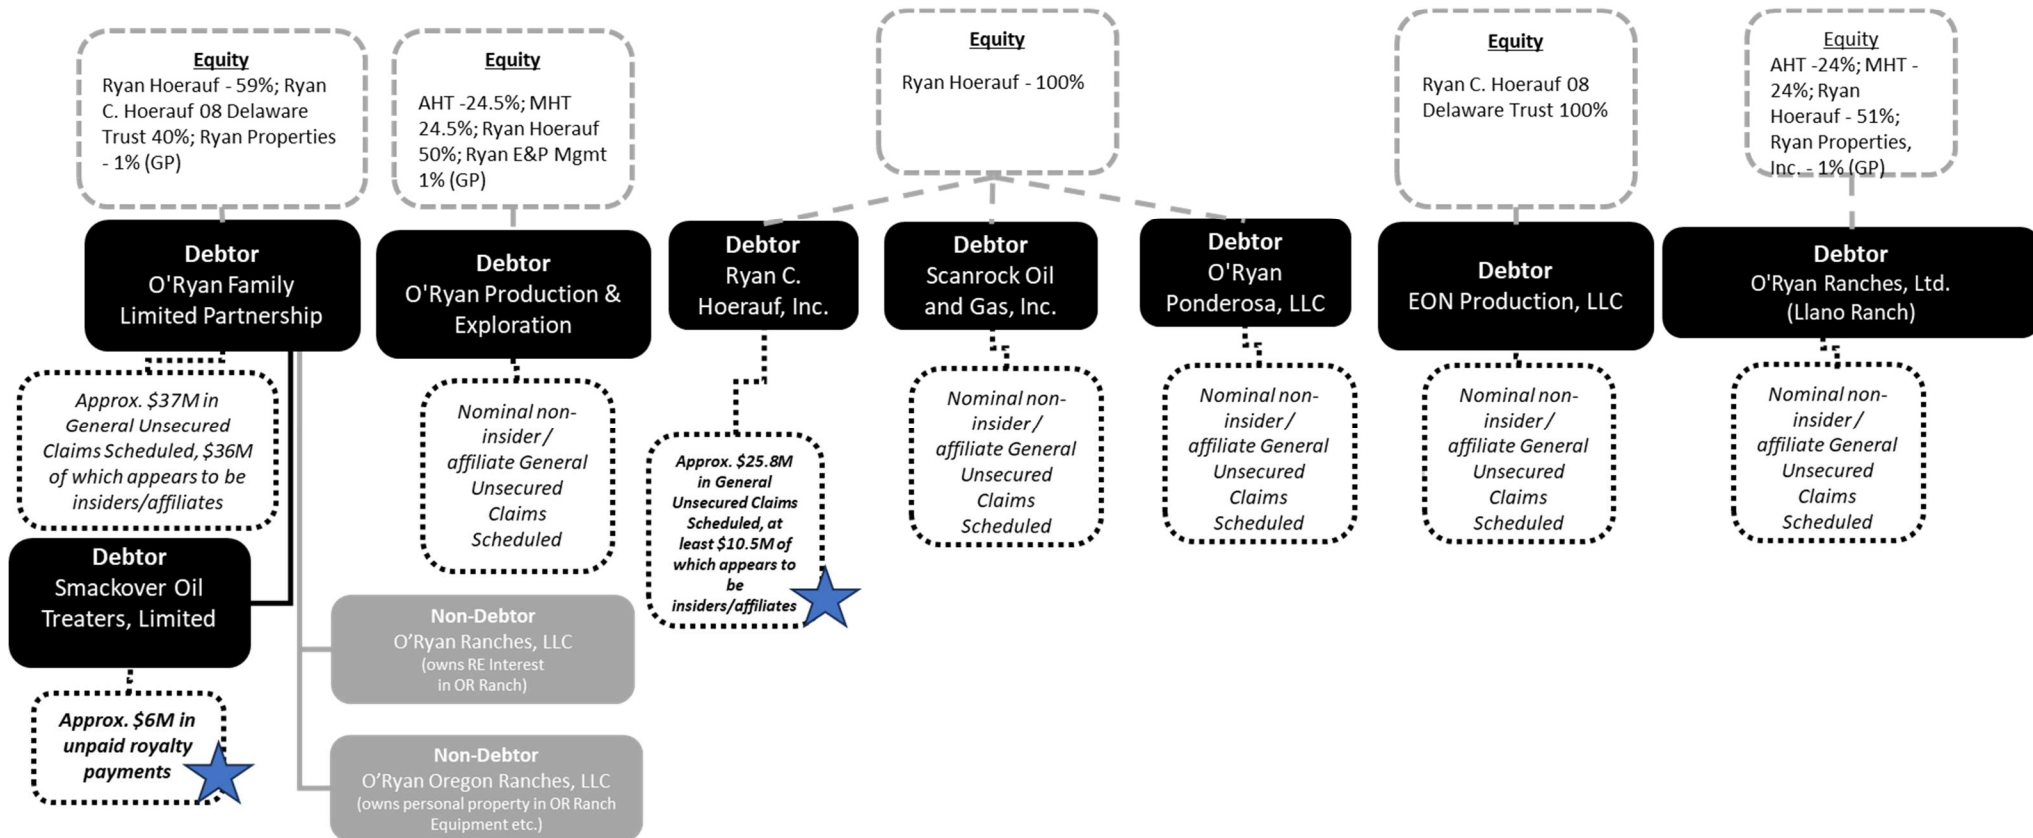 Equity
Ryan Hoerauf - 59%; Ryan
C. Hoerauf 08 Delaware
Trust 40%; Ryan Properties
- 1% (GP)
Equity
AHT -24.5%; MHT
24.5%; Ryan Hoerauf
50%; Ryan E&P Mgmt
1% (GP)
Equity
Ryan Hoerauf - 100%
Equity
Ryan C. Hoerauf 08
Delaware Trust 100%
Equity
AHT -24%; MHT -
24%; Ryan
Hoerauf - 51%;
Ryan Properties,
Inc. - 1% (GP)
Debtor
O'Ryan Family
Limited Partnership
Debtor
O'Ryan Production &
Exploration
Debtor
Ryan C.
Hoerauf, Inc.
Debtor
Scanrock Oil
and Gas, Inc.
Debtor
O'Ryan
Ponderosa, LLC
Debtor
EON Production, LLC
Debtor
O'Ryan Ranches, Ltd.
(Llano Ranch)
Approx. $37M in
General Unsecured
Claims Scheduled, $36M
of which appears to be
insiders/affiliates
Nominal non-
insider /
affiliate General
Unsecured
Claims
Scheduled
Approx. $25.8M
in General
Unsecured Claims
Scheduled, at
least $10.5M of
which appears to
be
insiders/affiliates
Nominal non-
insider /
affiliate General
Unsecured
Claims
Scheduled
Nominal non-
insider /
affiliate General
Unsecured
Claims
Scheduled
Nominal non-
insider /
affiliate General
Unsecured
Claims
Scheduled
Nominal non-
insider /
affiliate General
Unsecured
Claims
Scheduled
Debtor
Smackover Oil
Treaters, Limited
Approx. $6M in
unpaid royalty
payments
Non-Debtor
O’Ryan Ranches, LLC
(owns RE Interest
in OR Ranch)
Non-Debtor
O’Ryan Oregon Ranches, LLC
(owns personal property in OR Ranch
Equipment etc.)